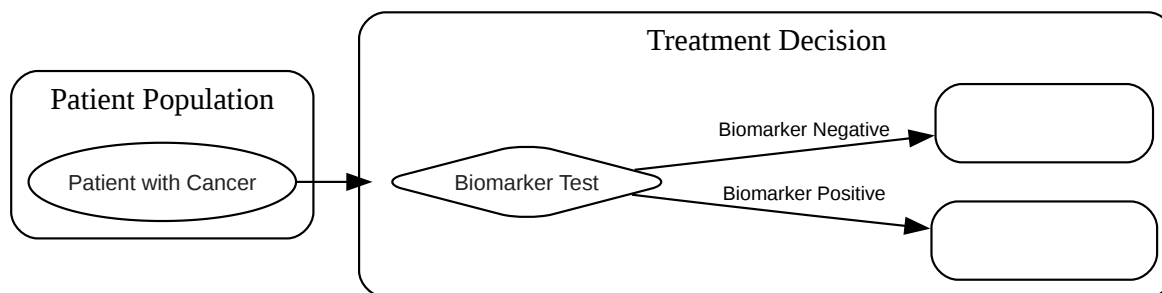 Treatment Decision
Patient Population
Patient with Cancer
Biomarker Test
Biomarker Negative
Biomarker Positive